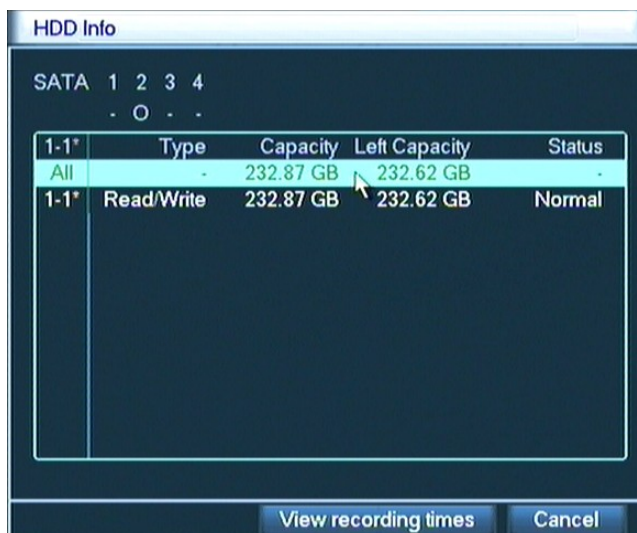 HDD Info
SATA 1 2 3 4
- O - -
1-1* Type Capacity Left Capacity Status
All - 232.87 GB 232.62 GB -
1-1* Read/Write 232.87 GB 232.62 GB Normal
View recording times Cancel